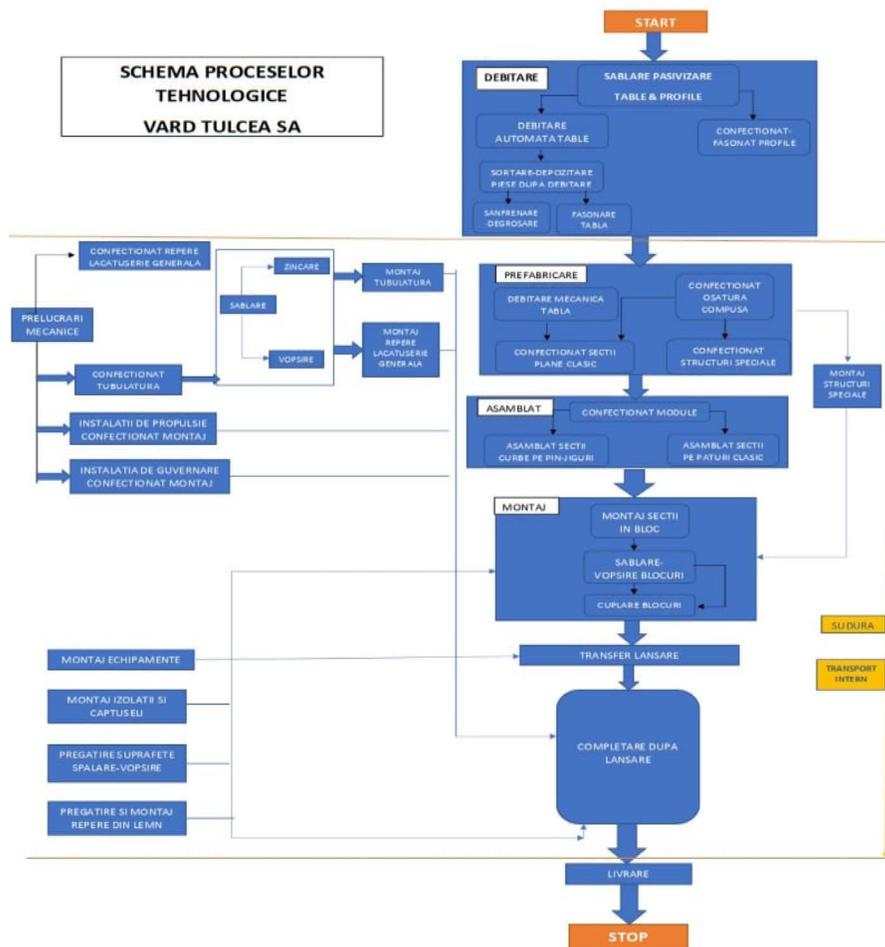 START
SCHEMA PROCESELOR
TEHNOLOGICE
VARD TULCEA SA
DEBITARE
SABLARE PASIVIZARE
TABLE & PROFILE
DEBITARE
AUTOMATA TABLE
CONFECTIONAT-
FASONAT PROFILE
SORTARE-DEPOZITARE
PIESE DUPA DEBITARE
SANFRENARE
-DEGROSARE
FASONARE
TABLA
CONFECTIONAT REPERE
LACATUSERIE GENERALA
ZINCARE
MONTAJ
TUBULATURA
SABLARE
PRELUCRARI
MECANICE
VOPSIRE
MONTAJ
REPERE
LACATUSERIE
GENERALA
CONFECTIONAT
TUBULATURA
INSTALATII DE PROPULSIE
CONFECTIONAT MONTAJ
INSTALATIA DE GUVERNARE
CONFECTIONAT MONTAJ
PREFABRICARE
DEBITARE MECANICA
TABLA
CONFECTIONAT
OSATURA
COMPUSA
CONFECTIONAT SECTII
PLANE CLASIC
CONFECTIONAT
STRUCTURI SPECIALE
MONTAJ
STRUCTURI
SPECIALE
ASAMBLAT
CONFECTIONAT MODULE
ASAMBLAT SECTII
CURBE PE PIN-JIGURI
ASAMBLAT SECTII
PE PATURI CLASIC
MONTAJ
MONTAJ SECTII
IN BLOC
SABLARE-
VOPSIRE BLOCURI
CUPLARE BLOCURI
SUDURA
TRANSPORT
INTERN
MONTAJ ECHIPAMENTE
TRANSFER LANSARE
MONTAJ IZOLATII SI
CAPTUSELI
PREGATIRE SUPRAFETE
SPALARE-VOPSIRE
PREGATIRE SI MONTAJ
REPERE DIN LEMN
COMPLETARE DUPA
LANSARE
LIVRARE
STOP